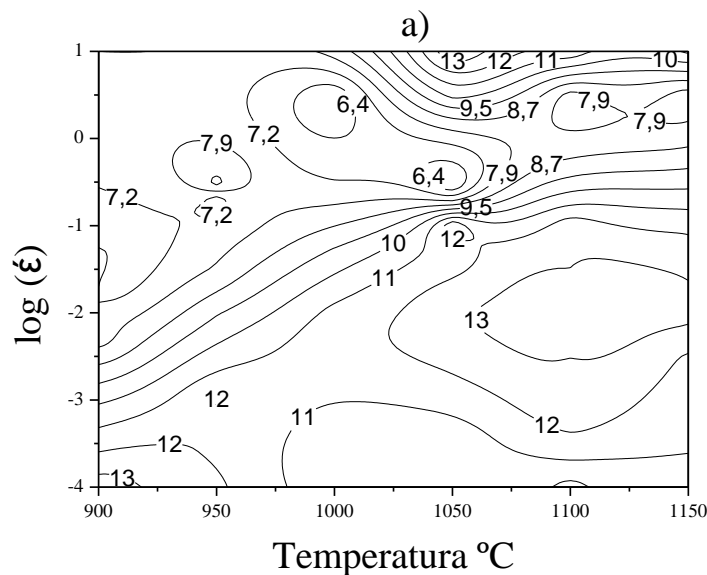 a)
1
13 12 11 10
6,4 9,5 8,7 7,9
0 7,9 7,2 7,9
6,4 7,9 8,7
7,2 7,2 9,5
-1 10 12
11
-2 13
-3 12
12 11 12
13
-4
900 950 1000 1050 1100 1150
log (έ)
Temperatura ºC